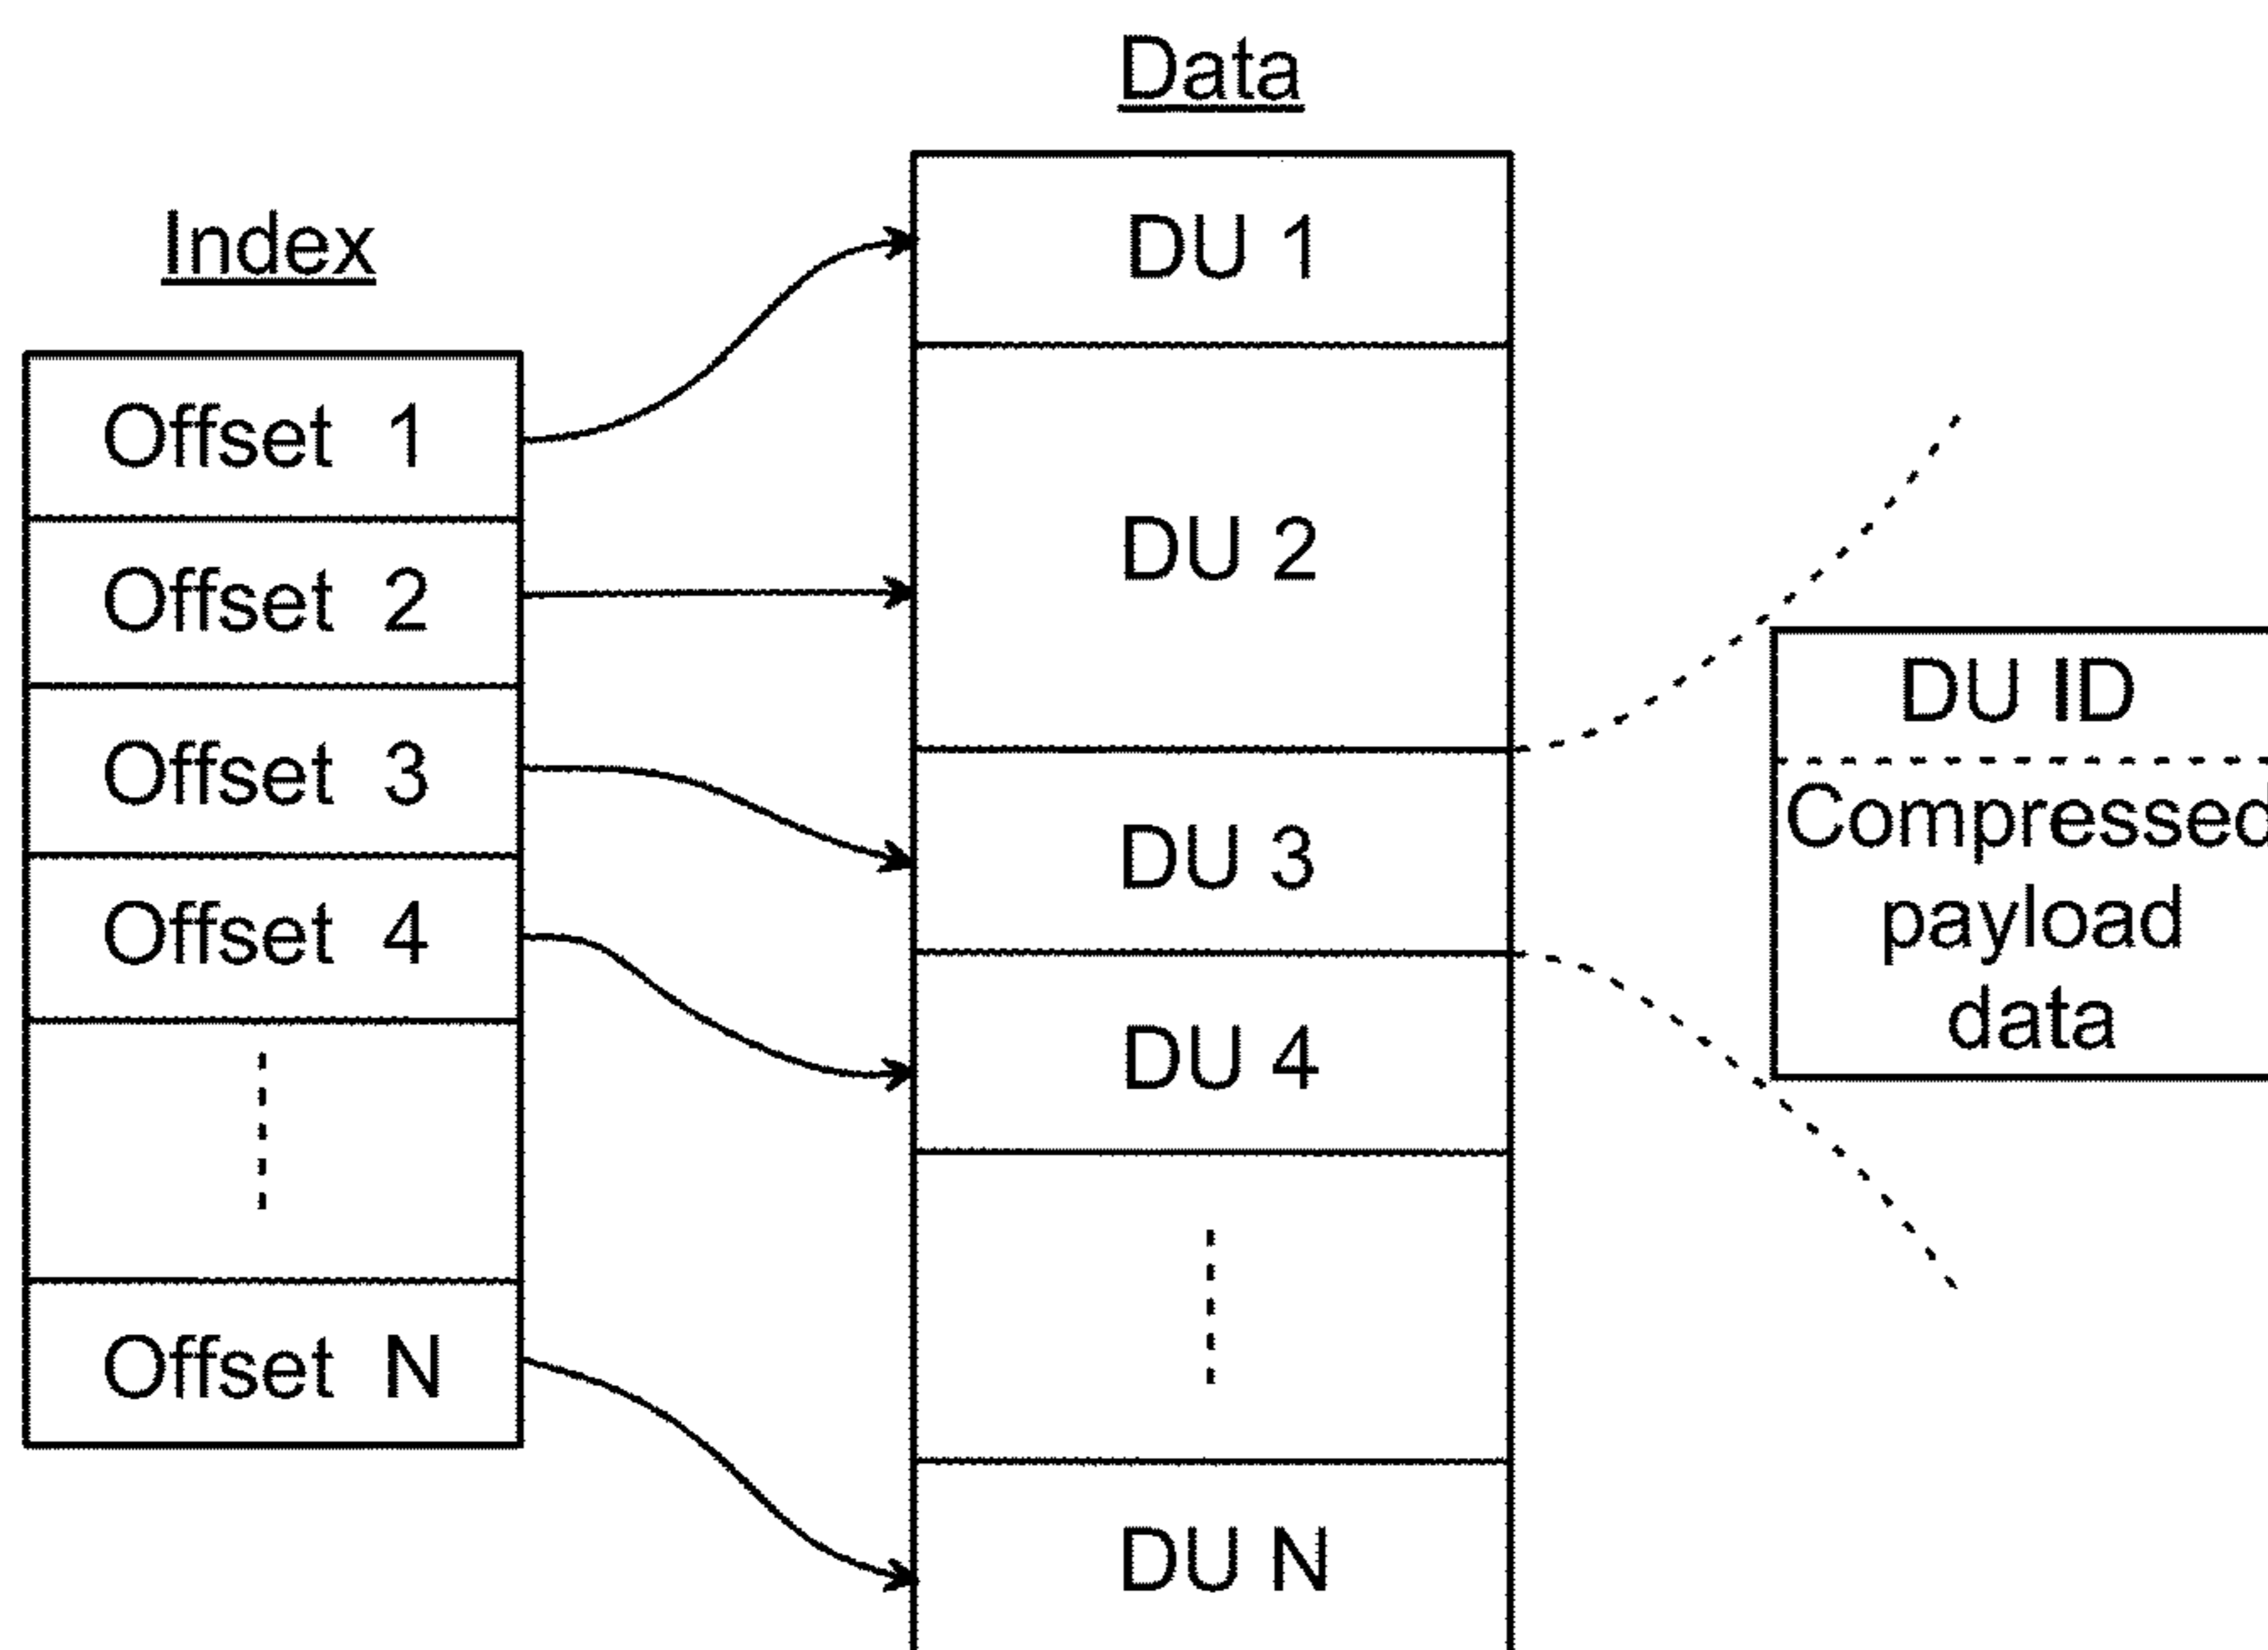 Data
Index
DU 1
Offset 1
DU 2
Offset 2
DU ID
Offset 3
Compressed
DU 3
payload
Offset 4
data
DU 4
Offset N
DU N